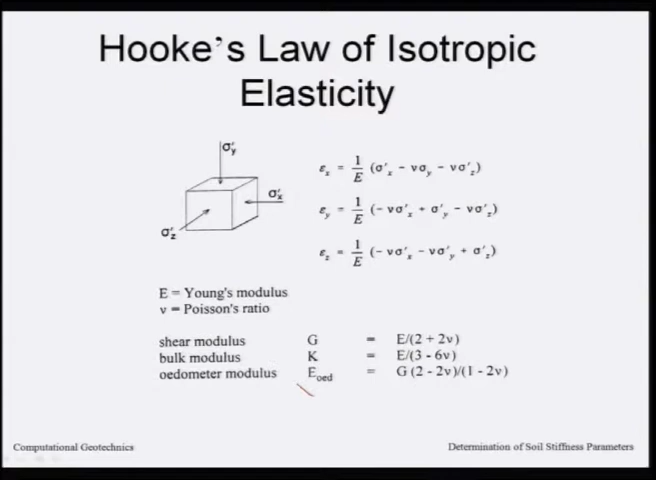 Hooke's Law of Isotropic
Elasticity
σ'y
σ'x
σ'z
εx = 1/E (σ'x − νσy − νσ'z)
εy = 1/E (− νσ'x + σ'y − νσ'z)
εz = 1/E (− νσ'x − νσ'y + σ'z)
E = Young's modulus
ν = Poisson's ratio
shear modulus G = E/(2 + 2ν)
bulk modulus K = E/(3 - 6ν)
oedometer modulus Eoed = G (2 - 2ν)/(1 - 2ν)
Computational Geotechnics
Determination of Soil Stiffness Parameters